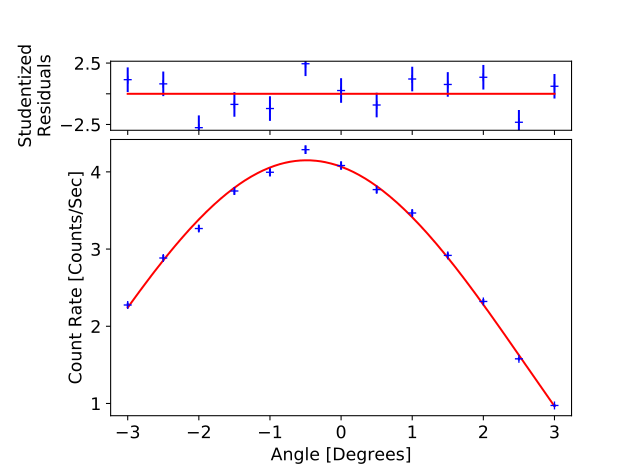 Studentized
Residuals
2.5
−2.5
Count Rate [Counts/Sec]
4
3
2
1
−3 −2 −1 0 1 2 3
Angle [Degrees]